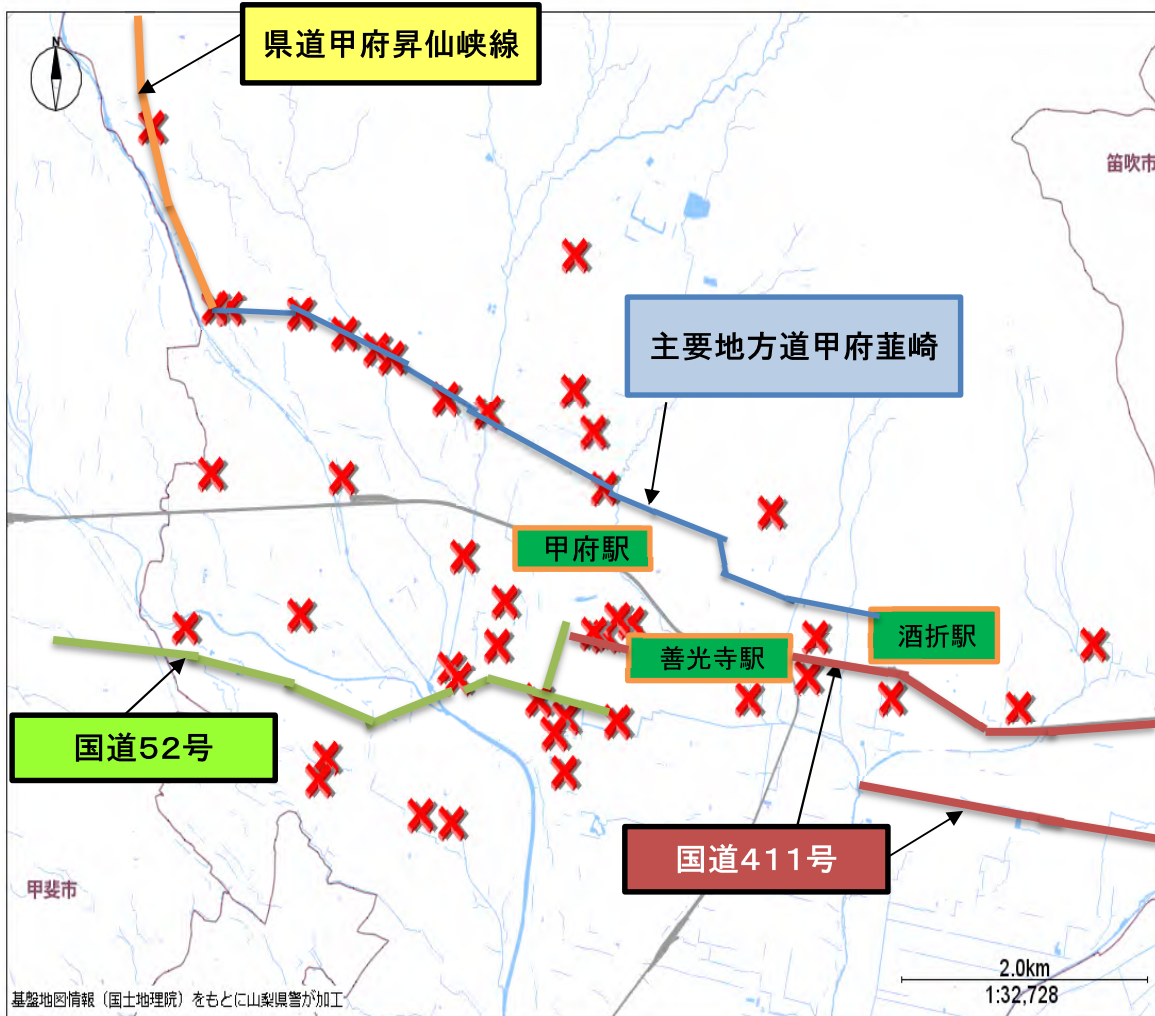 県道甲府昇仙峡線
N
笛吹市
主要地方道甲府韮崎
甲府駅
酒折駅
善光寺駅
国道52号
国道411号
甲斐市
2.0km
1:32,728
基盤地図情報（国土地理院）をもとに山梨県警が加工